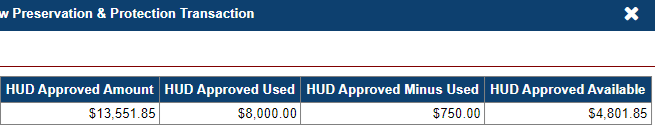 w Preservation & Protection Transaction
HUD Approved Amount HUD Approved Used HUD Approved Minus Used HUD Approved Available
$13,551.85 $8,000.00 $750.00 $4,801.85